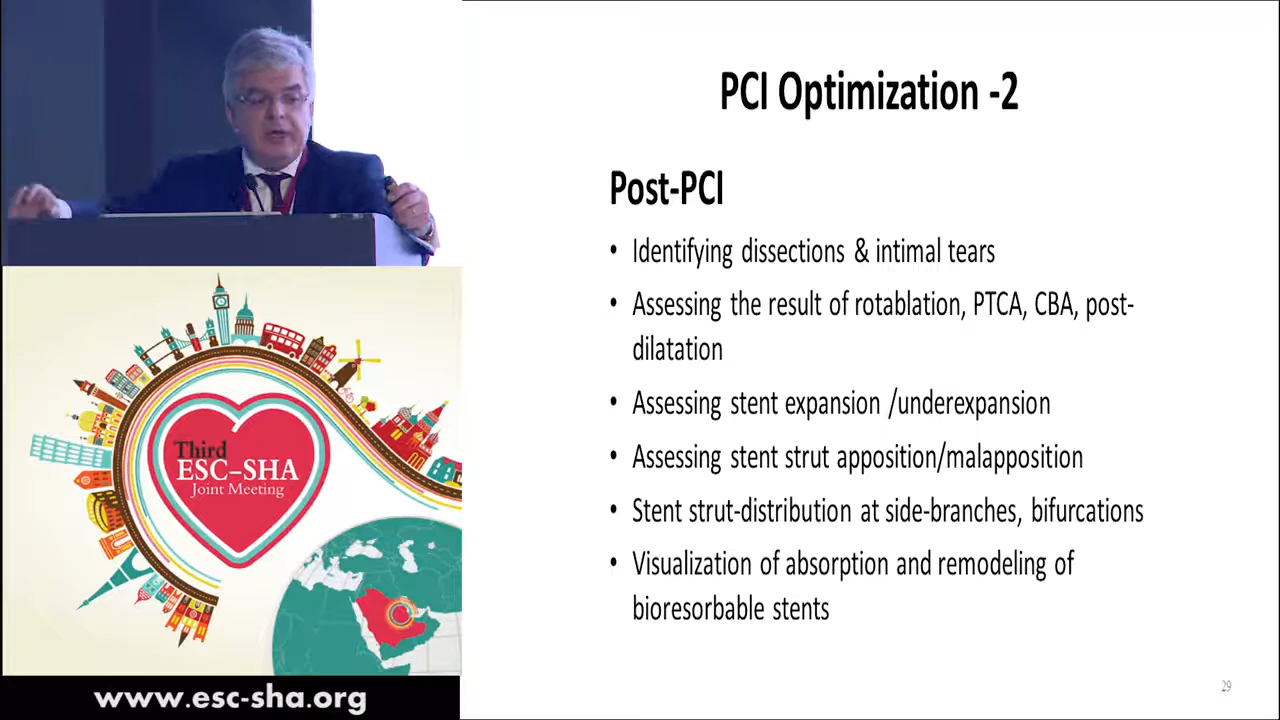 PCI Optimization -2
Post-PCI
• Identifying dissections & intimal tears
• Assessing the result of rotablation, PTCA, CBA, post-
dilatation
• Assessing stent expansion /underexpansion
• Assessing stent strut apposition/malapposition
• Stent strut-distribution at side-branches, bifurcations
• Visualization of absorption and remodeling of
bioresorbable stents
29
Third
ESC-SHA
Joint Meeting
www.esc-sha.org